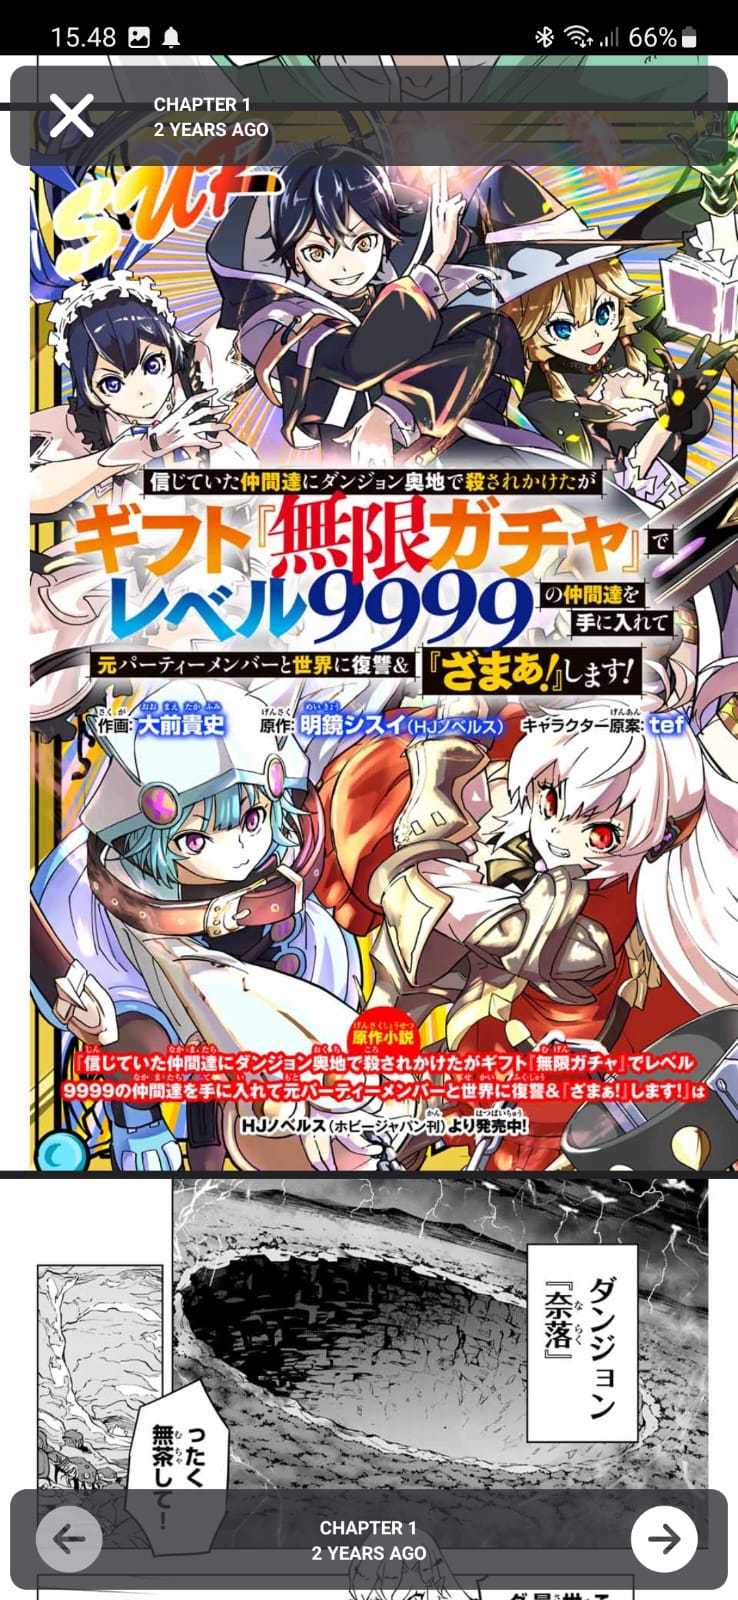 15.48
66%
CHAPTER 1
2 YEARS AGO
SUR
信じていた仲間達にダンジョン奥地で殺されかけたが
ギフト『無限ガチャ』で
レベル9999の仲間達を手に入れて
元パーティーメンバーと世界に復讐&『ざまぁ!』します!
作画:大前貴史 原作:明鏡シスイ(HJノベルス) キャラクター原案:tef
原作小説
『信じていた仲間達にダンジョン奥地で殺されかけたがギフト『無限ガチャ』でレベル
9999の仲間達を手に入れて元パーティーメンバーと世界に復讐&『ざまぁ!』します!』は
HJノベルス(ホビージャパン刊)より発売中!
ダンジョン
『奈落』
ったく
無茶して!
CHAPTER 1
2 YEARS AGO